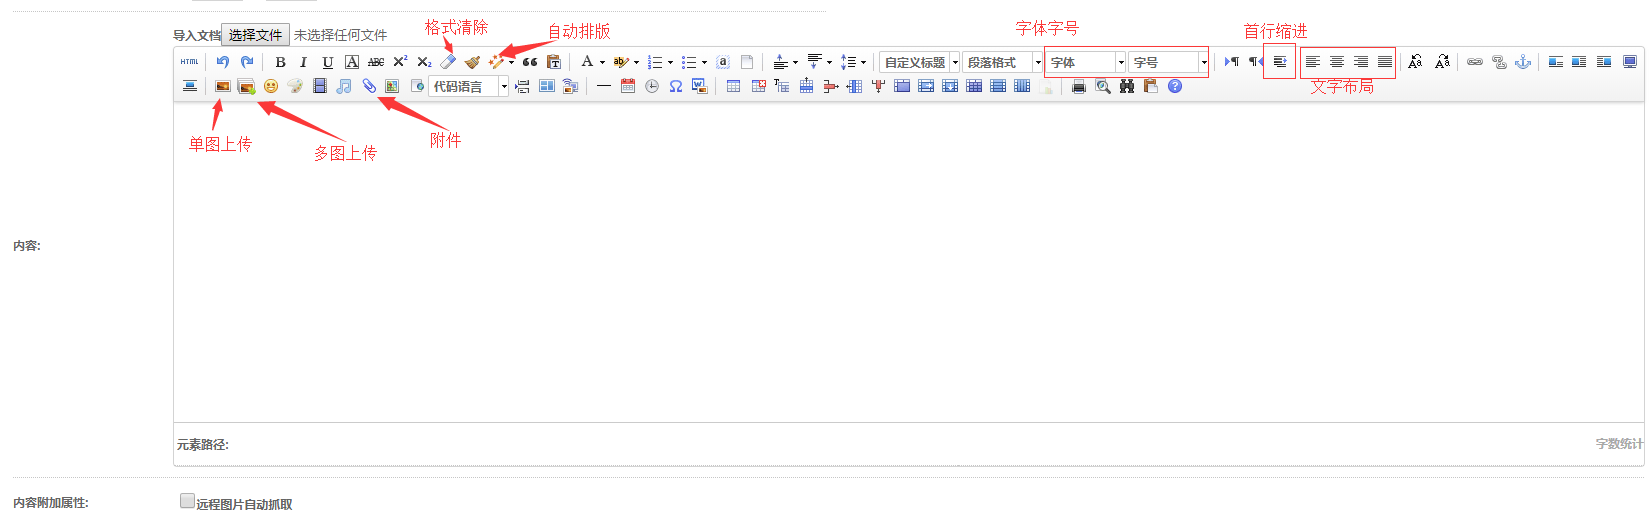 格式清除
自动排版
字体字号
首行缩进
导入文档 选择文件 未选择任何文件
HTML B I U A ABC X² X₂ A ab a 自定义标题 段落格式 字体 字号
代码语言
文字布局
单图上传
多图上传
附件
内容:
元素路径: 字数统计
内容附加属性: 远程图片自动抓取